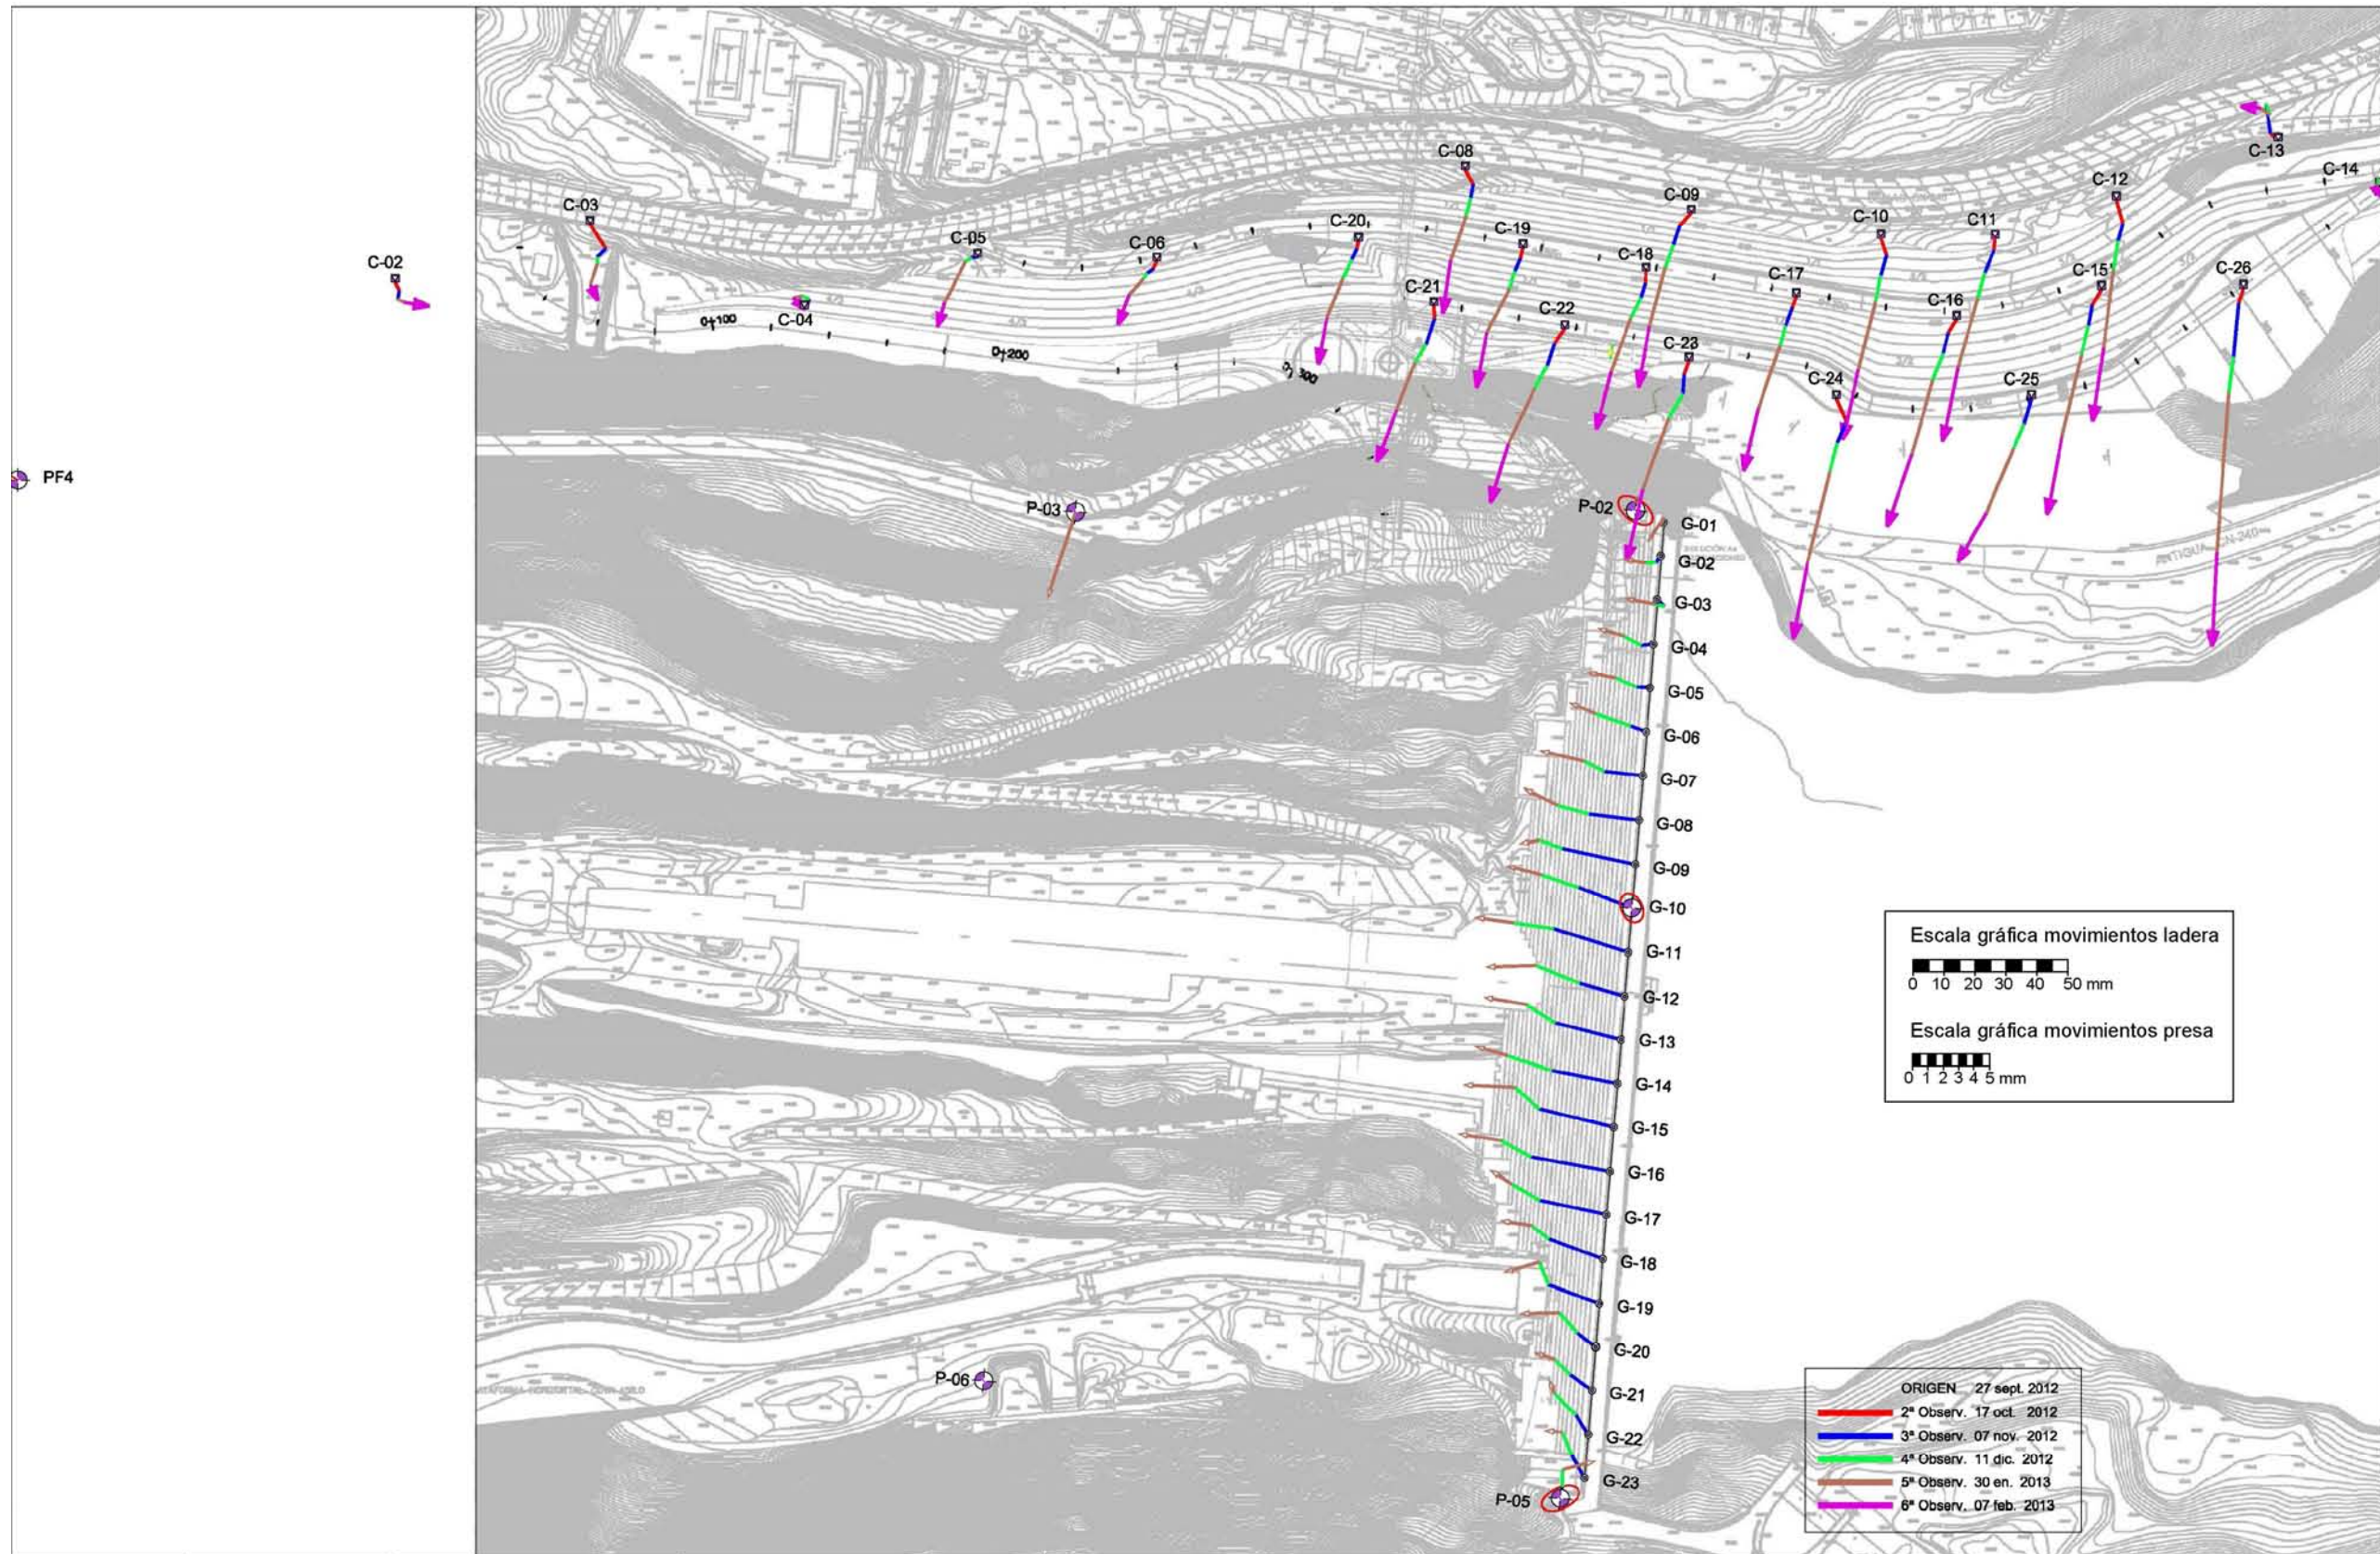 C-13
C-14
C-08
C-12
C-03
C-09
C-10
C11
C-20
C-19
C-05
C-06
C-02
C-18
C-17
C-15
C-26
C-21
C-16
C-22
C-04
0+100
0+200
C-23
300
C-24
C-25
PF4
P-03
P-02
G-01
ANTIGUA CN-240
G-02
G-03
G-04
G-05
G-06
G-07
G-08
G-09
G-10
G-11
G-12
G-13
G-14
G-15
G-16
G-17
G-18
G-19
G-20
G-21
G-22
G-23
P-06
P-05
Escala gráfica movimientos ladera
0 10 20 30 40 50 mm
Escala gráfica movimientos presa
0 1 2 3 4 5 mm
ORIGEN 27 sept. 2012
2ª Observ. 17 oct. 2012
3ª Observ. 07 nov. 2012
4ª Observ. 11 dic. 2012
5ª Observ. 30 en. 2013
6ª Observ. 07 feb. 2013